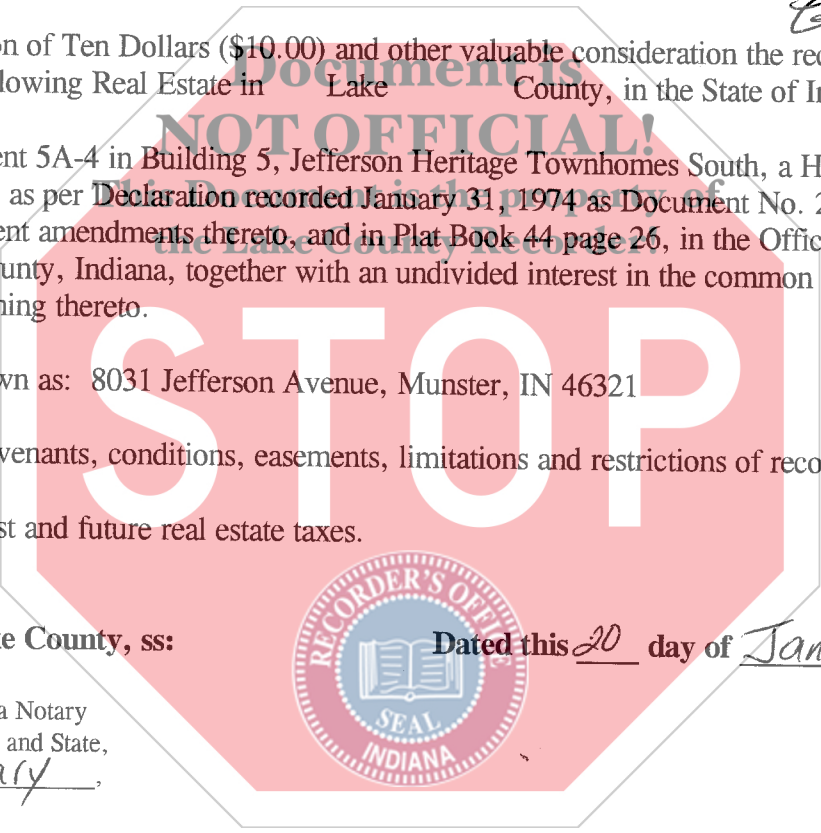 on of Ten Dollars ($10.00) and other valuable consideration the rec
lowing Real Estate in Lake County, in the State of In
Document is
NOT OFFICIAL!
This Document is the property of
the Lake County Recorder!
ent 5A-4 in Building 5, Jefferson Heritage Townhomes South, a H
as per Declaration recorded January 31, 1974 as Document No. 2
ent amendments thereto, and in Plat Book 44 page 26, in the Offic
unty, Indiana, together with an undivided interest in the common
ning thereto.
STOP
wn as: 8031 Jefferson Avenue, Munster, IN 46321
venants, conditions, easements, limitations and restrictions of reco
st and future real estate taxes.
RECORDER'S OFFICE
SEAL
INDIANA
ke County, ss: Dated this 20 day of Jan
a Notary
and State,
ary,